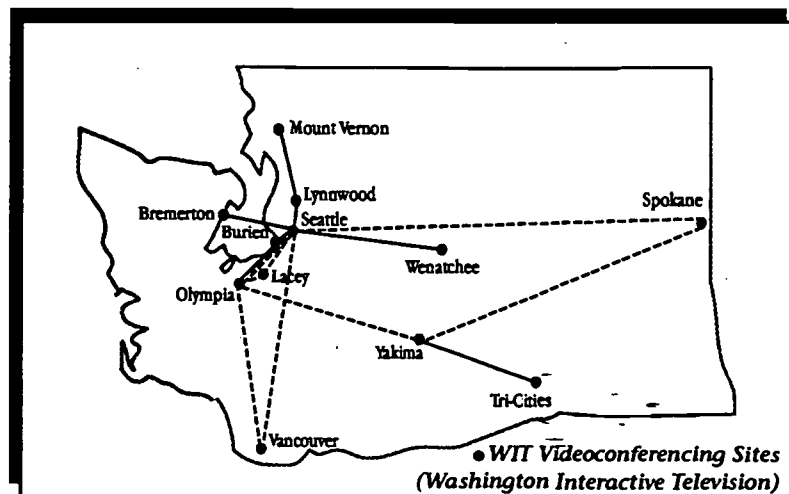 Mount Vernon
Lynnwood
Bremerton
Seattle
Spokane
Burien
Wenatchee
Lacey
Olympia
Yakima
Tri-Cities
Vancouver
WIT Videoconferencing Sites
(Washington Interactive Television)